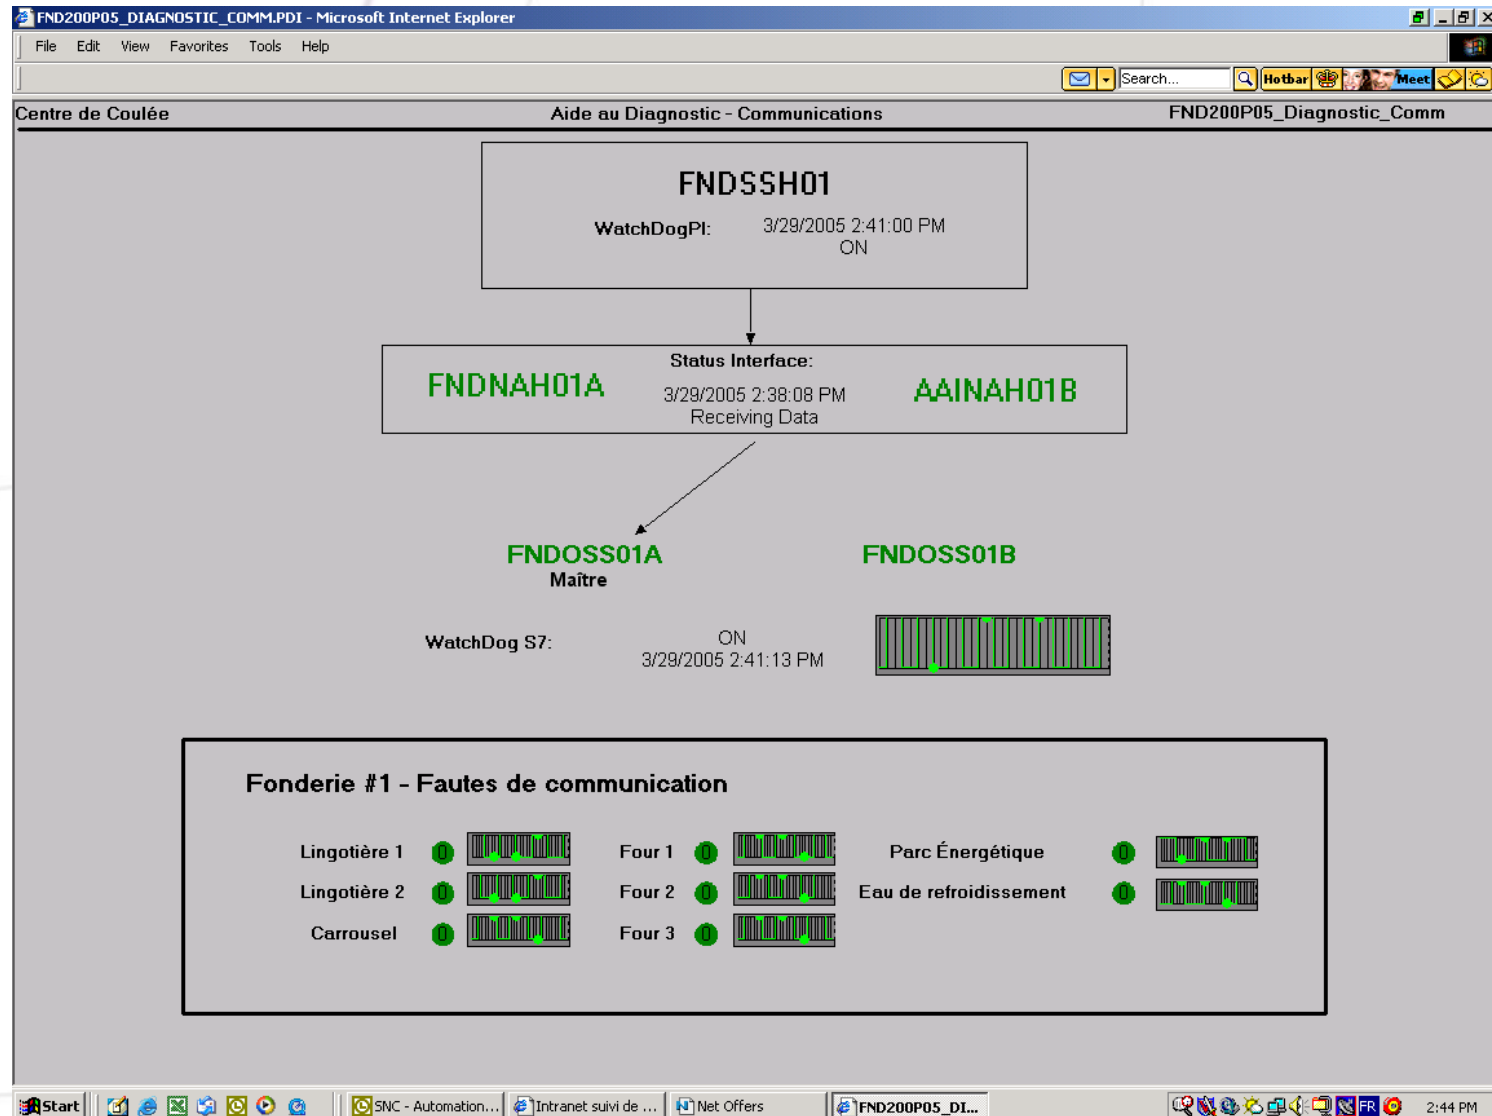 FND200P05_DIAGNOSTIC_COMM.PDI - Microsoft Internet Explorer
File Edit View Favorites Tools Help
Search... Hotbar Meet
Centre de Coulée Aide au Diagnostic - Communications FND200P05_Diagnostic_Comm
FNDSSH01
WatchDogPI: 3/29/2005 2:41:00 PM
ON
Status Interface:
FNDNAH01A 3/29/2005 2:38:08 PM AAINAH01B
Receiving Data
FNDOSS01A FNDOSS01B
Maître
WatchDog S7: ON
3/29/2005 2:41:13 PM
Fonderie #1 - Fautes de communication
Lingotière 1 0 Four 1 0 Parc Énergétique 0
Lingotière 2 0 Four 2 0 Eau de refroidissement 0
Carrousel 0 Four 3 0
Start SNC - Automation... Intranet suivi de ... Net Offers FND200P05_DI... FR 2:44 PM